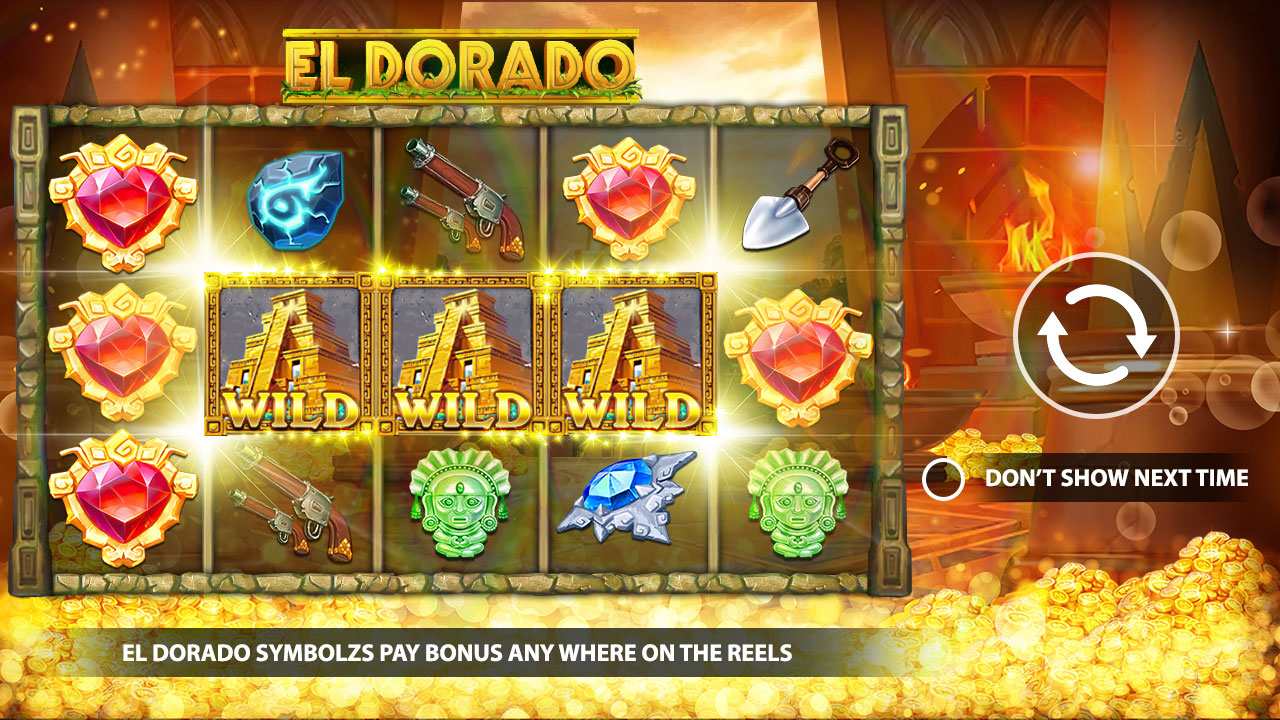 EL DORADO
WILD WILD WILD
DON'T SHOW NEXT TIME
EL DORADO SYMBOLZS PAY BONUS ANY WHERE ON THE REELS